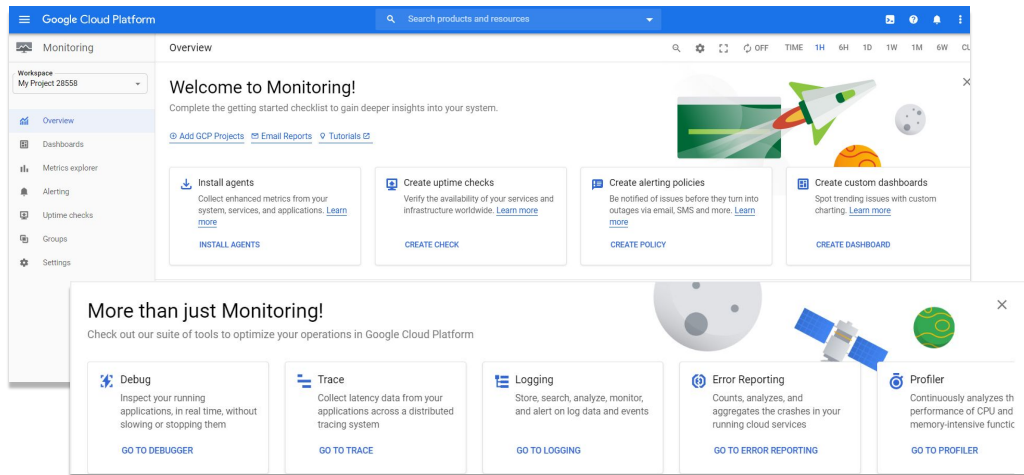 Google Cloud Platform
Search products and resources
Monitoring
Overview
OFF TIME 1H 6H 1D 1W 1M 6W
Workspace
My Project 28558
Overview
Dashboards
Metrics explorer
Alerting
Uptime checks
Groups
Settings
Welcome to Monitoring!
Complete the getting started checklist to gain deeper insights into your system.
Add GCP Projects Email Reports Tutorials
Install agents
Collect enhanced metrics from your
system, services, and applications. Learn
more
INSTALL AGENTS
Create uptime checks
Verify the availability of your services and
infrastructure worldwide. Learn more
CREATE CHECK
Create alerting policies
Be notified of issues before they turn into
outages via email, SMS and more. Learn
more
CREATE POLICY
Create custom dashboards
Spot trending issues with custom
charting. Learn more
CREATE DASHBOARD
More than just Monitoring!
Check out our suite of tools to optimize your operations in Google Cloud Platform
Debug
Inspect your running
applications, in real time, without
slowing or stopping them
GO TO DEBUGGER
Trace
Collect latency data from your
applications across a distributed
tracing system
GO TO TRACE
Logging
Store, search, analyze, monitor,
and alert on log data and events
GO TO LOGGING
Error Reporting
Counts, analyzes, and
aggregates the crashes in your
running cloud services
GO TO ERROR REPORTING
Profiler
Continuously analyzes th
performance of CPU and
memory-intensive functic
GO TO PROFILER